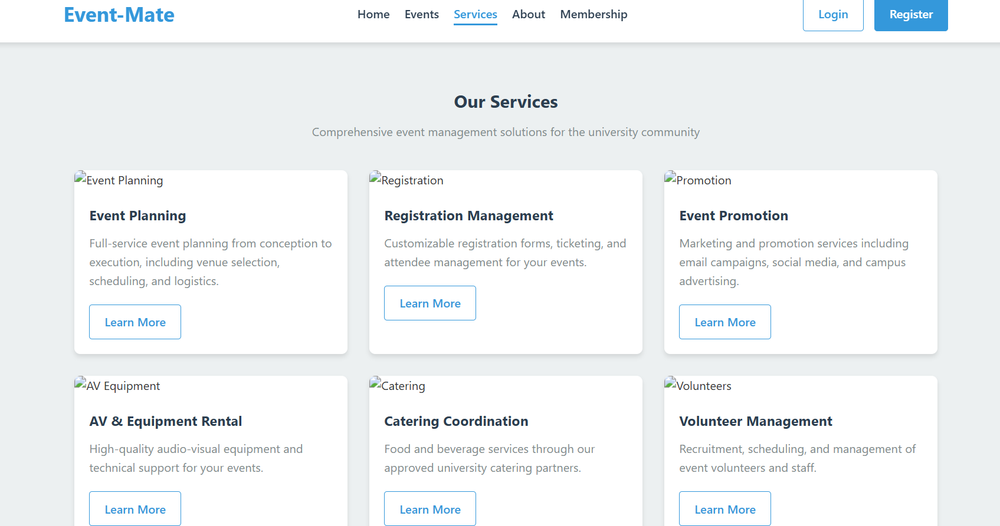 Event-Mate
Home Events Services About Membership
Login Register
Our Services
Comprehensive event management solutions for the university community
Event Planning
Event Planning
Full-service event planning from conception to
execution, including venue selection,
scheduling, and logistics.
Learn More
Registration
Registration Management
Customizable registration forms, ticketing, and
attendee management for your events.
Learn More
Promotion
Event Promotion
Marketing and promotion services including
email campaigns, social media, and campus
advertising.
Learn More
AV Equipment
AV & Equipment Rental
High-quality audio-visual equipment and
technical support for your events.
Learn More
Catering
Catering Coordination
Food and beverage services through our
approved university catering partners.
Learn More
Volunteers
Volunteer Management
Recruitment, scheduling, and management of
event volunteers and staff.
Learn More